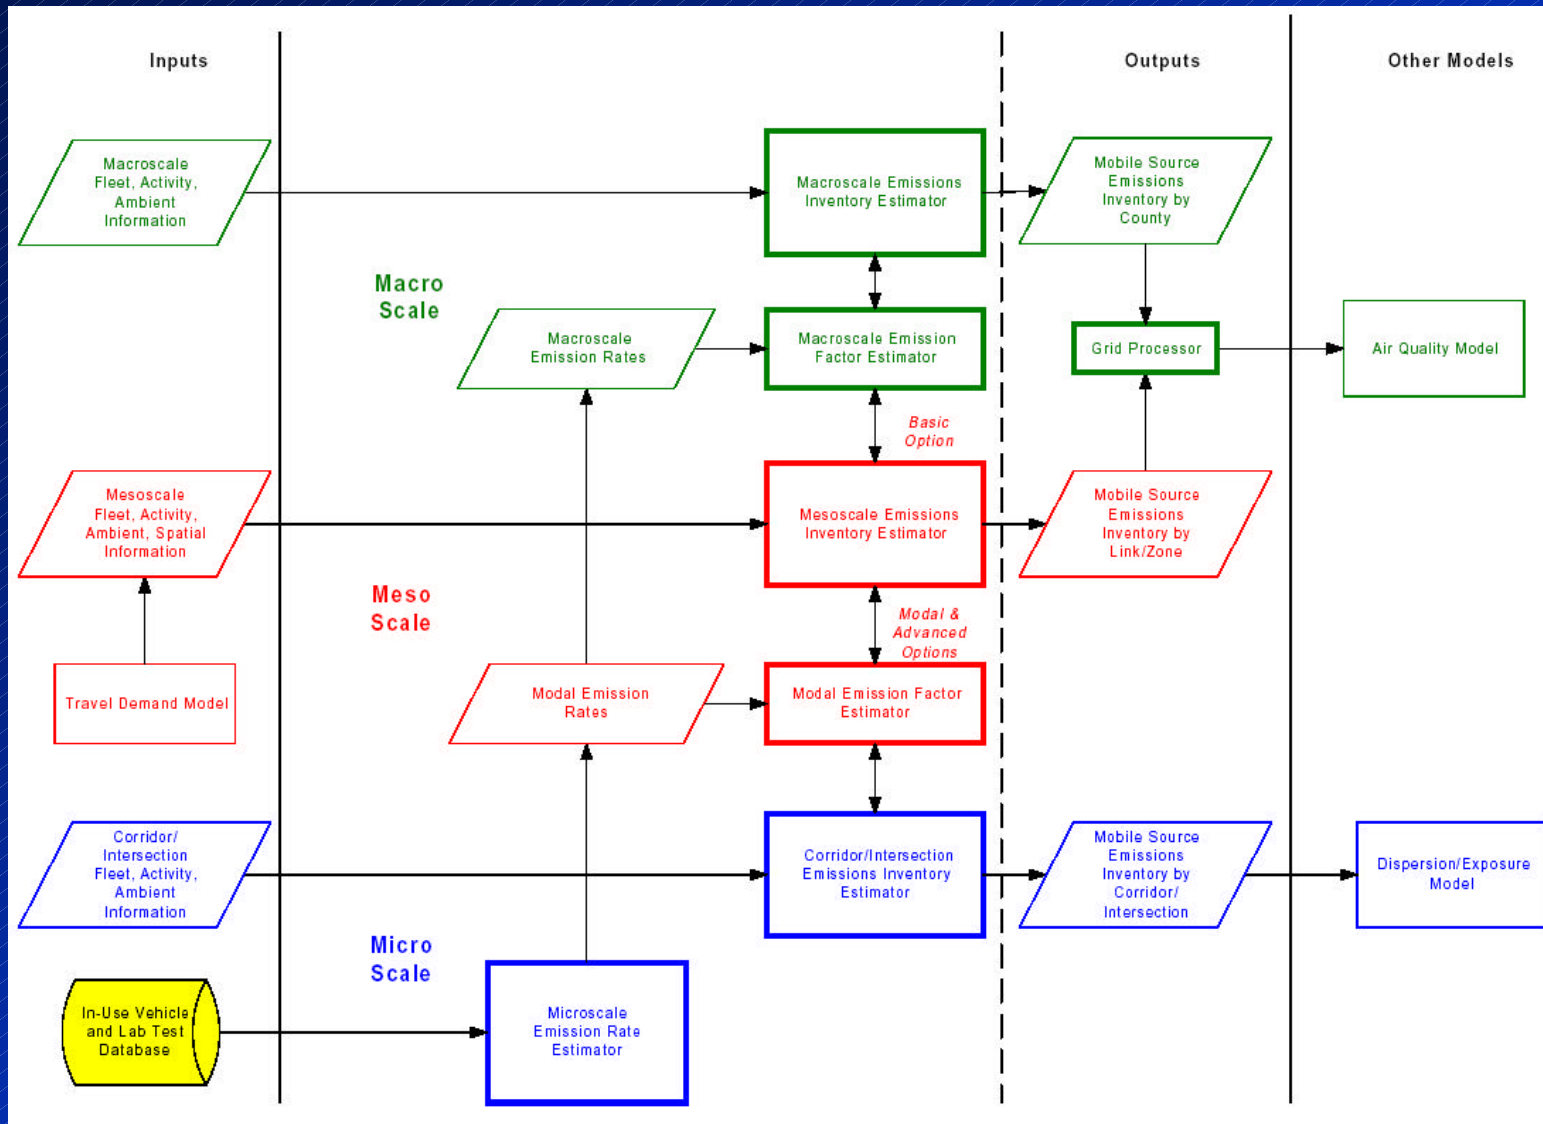 Inputs
Outputs
Other Models
Macroscale
Fleet, Activity,
Ambient
Information
Macroscale Emissions
Inventory Estimator
Mobile Source
Emissions
Inventory by
County
Macro
Scale
Macroscale
Emission Rates
Macroscale Emission
Factor Estimator
Grid Processor
Air Quality Model
Basic
Option
Mesoscale
Fleet, Activity,
Ambient, Spatial
Information
Mesoscale Emissions
Inventory Estimator
Mobile Source
Emissions
Inventory by
Link/Zone
Meso
Scale
Modal &
Advanced
Options
Travel Demand Model
Modal Emission
Rates
Modal Emission Factor
Estimator
Corridor/
Intersection
Fleet, Activity,
Ambient
Information
Corridor/Intersection
Emissions Inventory
Estimator
Mobile Source
Emissions
Inventory by
Corridor/
Intersection
Dispersion/Exposure
Model
Micro
Scale
In-Use Vehicle
and Lab Test
Database
Microscale
Emission Rate
Estimator